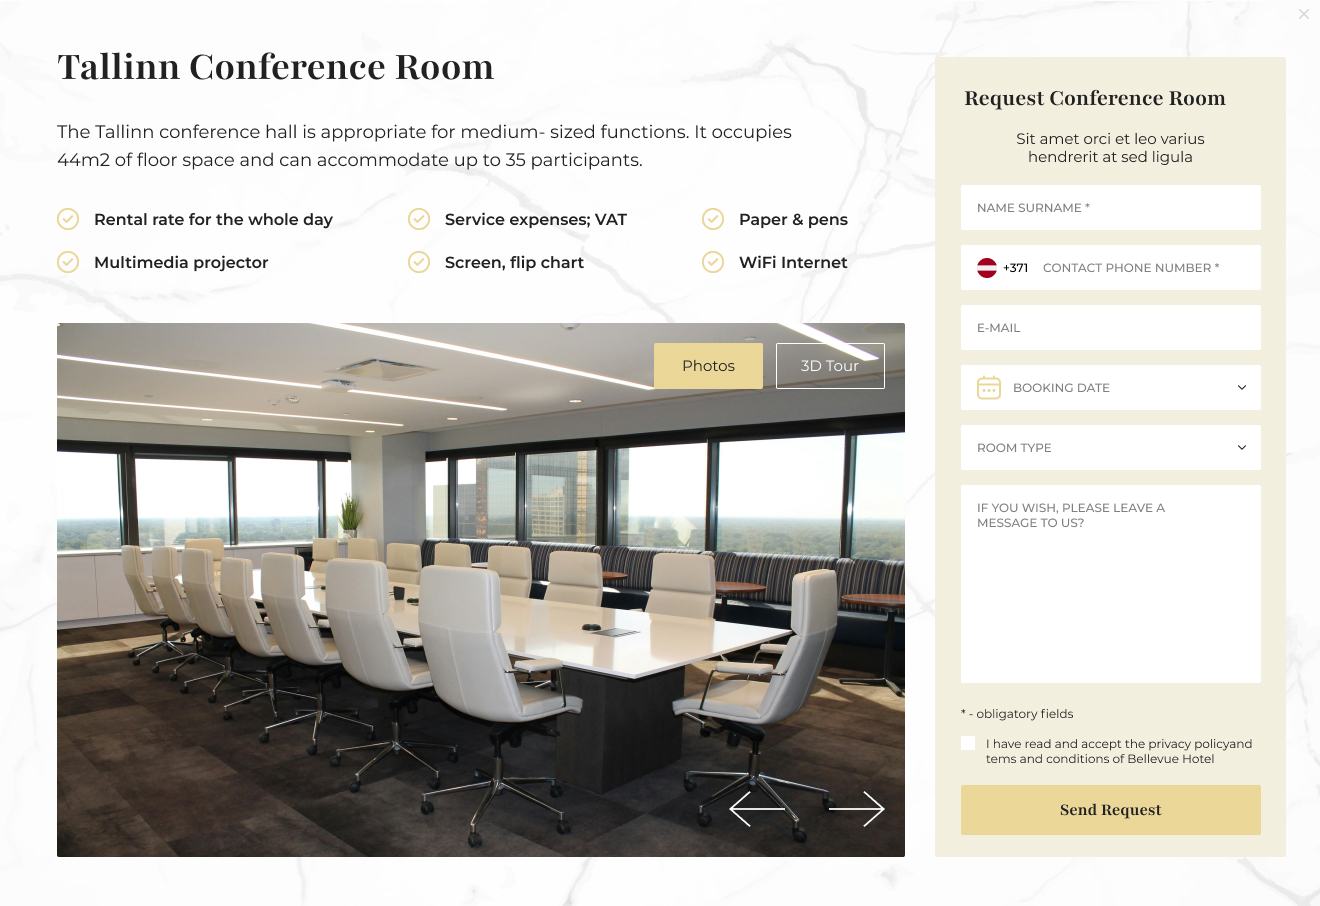 Tallinn Conference Room
The Tallinn conference hall is appropriate for medium- sized functions. It occupies
44m2 of floor space and can accommodate up to 35 participants.
Rental rate for the whole day
Service expenses; VAT
Paper & pens
Multimedia projector
Screen, flip chart
WiFi Internet
Photos
3D Tour
Request Conference Room
Sit amet orci et leo varius
hendrerit at sed ligula
NAME SURNAME *
+371 CONTACT PHONE NUMBER *
E-MAIL
BOOKING DATE
ROOM TYPE
IF YOU WISH, PLEASE LEAVE A
MESSAGE TO US?
* - obligatory fields
I have read and accept the privacy policyand
tems and conditions of Bellevue Hotel
Send Request